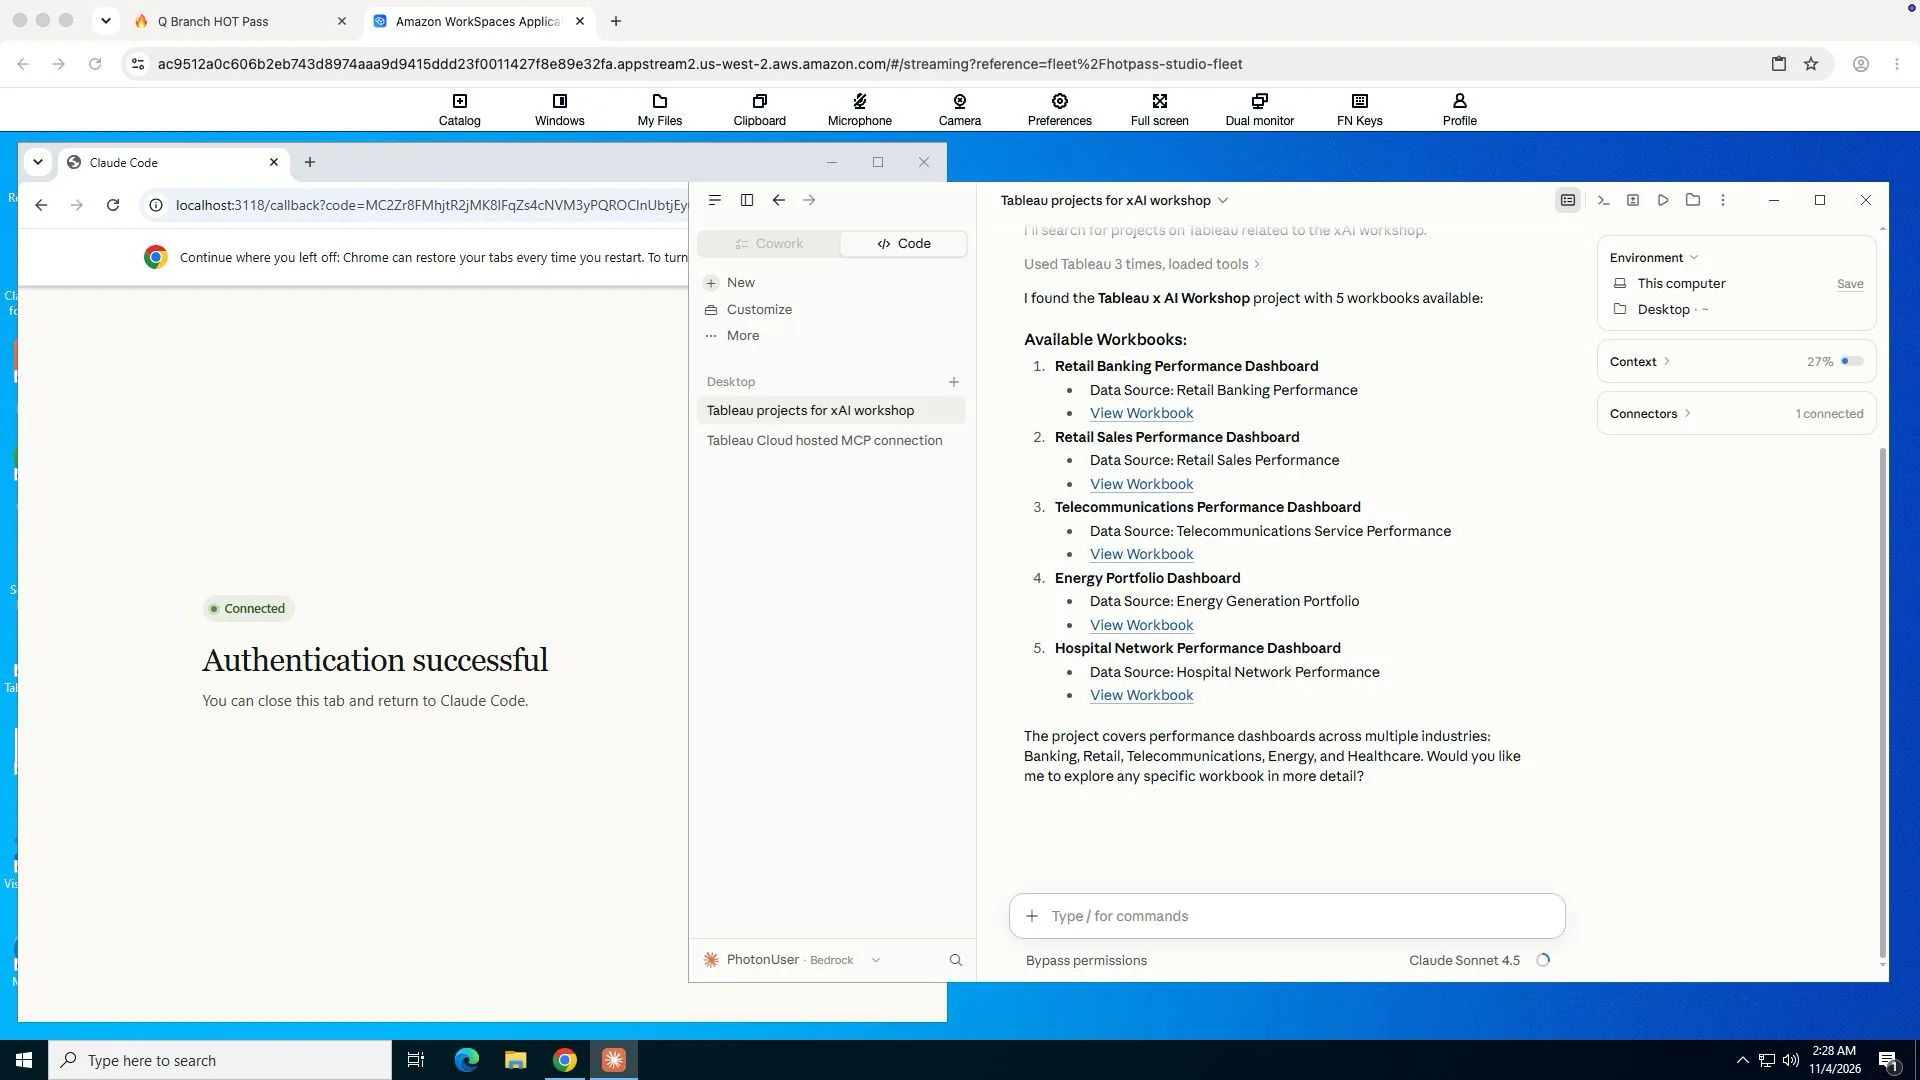 Q Branch HOT Pass
Amazon WorkSpaces Applica
ac9512a0c606b2eb743d8974aaa9d9415ddd23f0011427f8e89e32fa.appstream2.us-west-2.aws.amazon.com/#/streaming?reference=fleet%2Fhotpass-studio-fleet
Catalog
Windows
My Files
Clipboard
Microphone
Camera
Preferences
Full screen
Dual monitor
FN Keys
Profile
Claude Code
localhost:3118/callback?code=MC2Zr8FMhjtR2jMK8IFqZs4cNVM3yPQROCInUbtjEy
Continue where you left off: Chrome can restore your tabs every time you restart. To turn
Connected
Authentication successful
You can close this tab and return to Claude Code.
Cowork
</> Code
New
Customize
More
Desktop
Tableau projects for xAI workshop
Tableau Cloud hosted MCP connection
PhotonUser · Bedrock
Tableau projects for xAI workshop
I'll search for projects on Tableau related to the xAI workshop.
Used Tableau 3 times, loaded tools
I found the Tableau x AI Workshop project with 5 workbooks available:
Available Workbooks:
1. Retail Banking Performance Dashboard
• Data Source: Retail Banking Performance
• View Workbook
2. Retail Sales Performance Dashboard
• Data Source: Retail Sales Performance
• View Workbook
3. Telecommunications Performance Dashboard
• Data Source: Telecommunications Service Performance
• View Workbook
4. Energy Portfolio Dashboard
• Data Source: Energy Generation Portfolio
• View Workbook
5. Hospital Network Performance Dashboard
• Data Source: Hospital Network Performance
• View Workbook
The project covers performance dashboards across multiple industries:
Banking, Retail, Telecommunications, Energy, and Healthcare. Would you like
me to explore any specific workbook in more detail?
Type / for commands
Bypass permissions
Claude Sonnet 4.5
Environment
This computer
Save
Desktop · ~
Context
27%
Connectors
1 connected
Type here to search
2:28 AM
11/4/2026
1